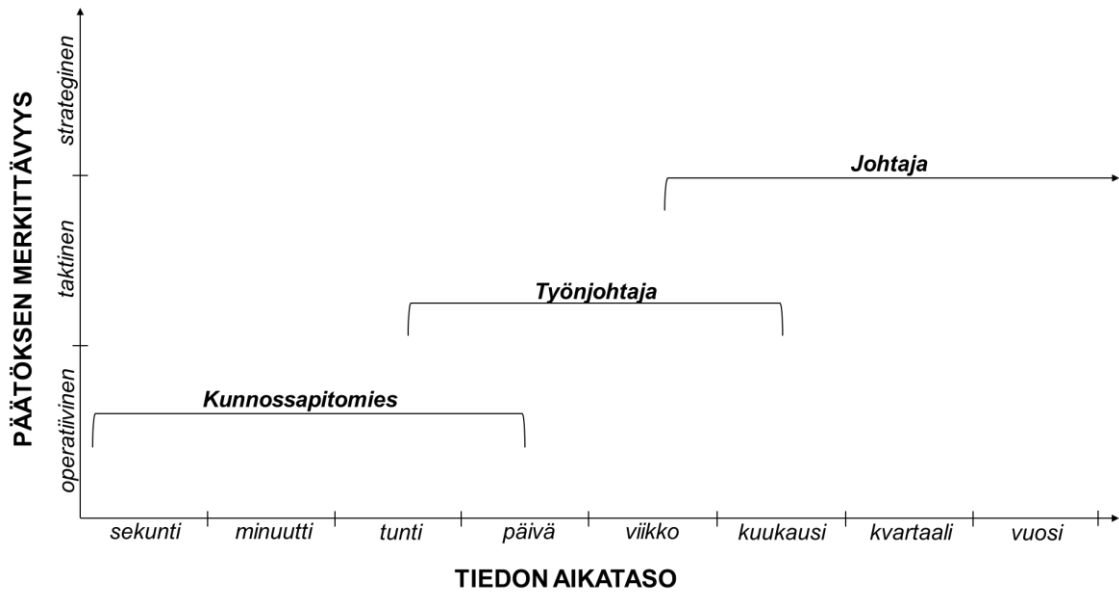 PÄÄTÖKSEN MERKITTÄVYYS
strateginen
taktinen
operatiivinen
Johtaja
Työnjohtaja
Kunnossapitomies
sekunti minuutti tunti päivä viikko kuukausi kvartaali vuosi
TIEDON AIKATASO